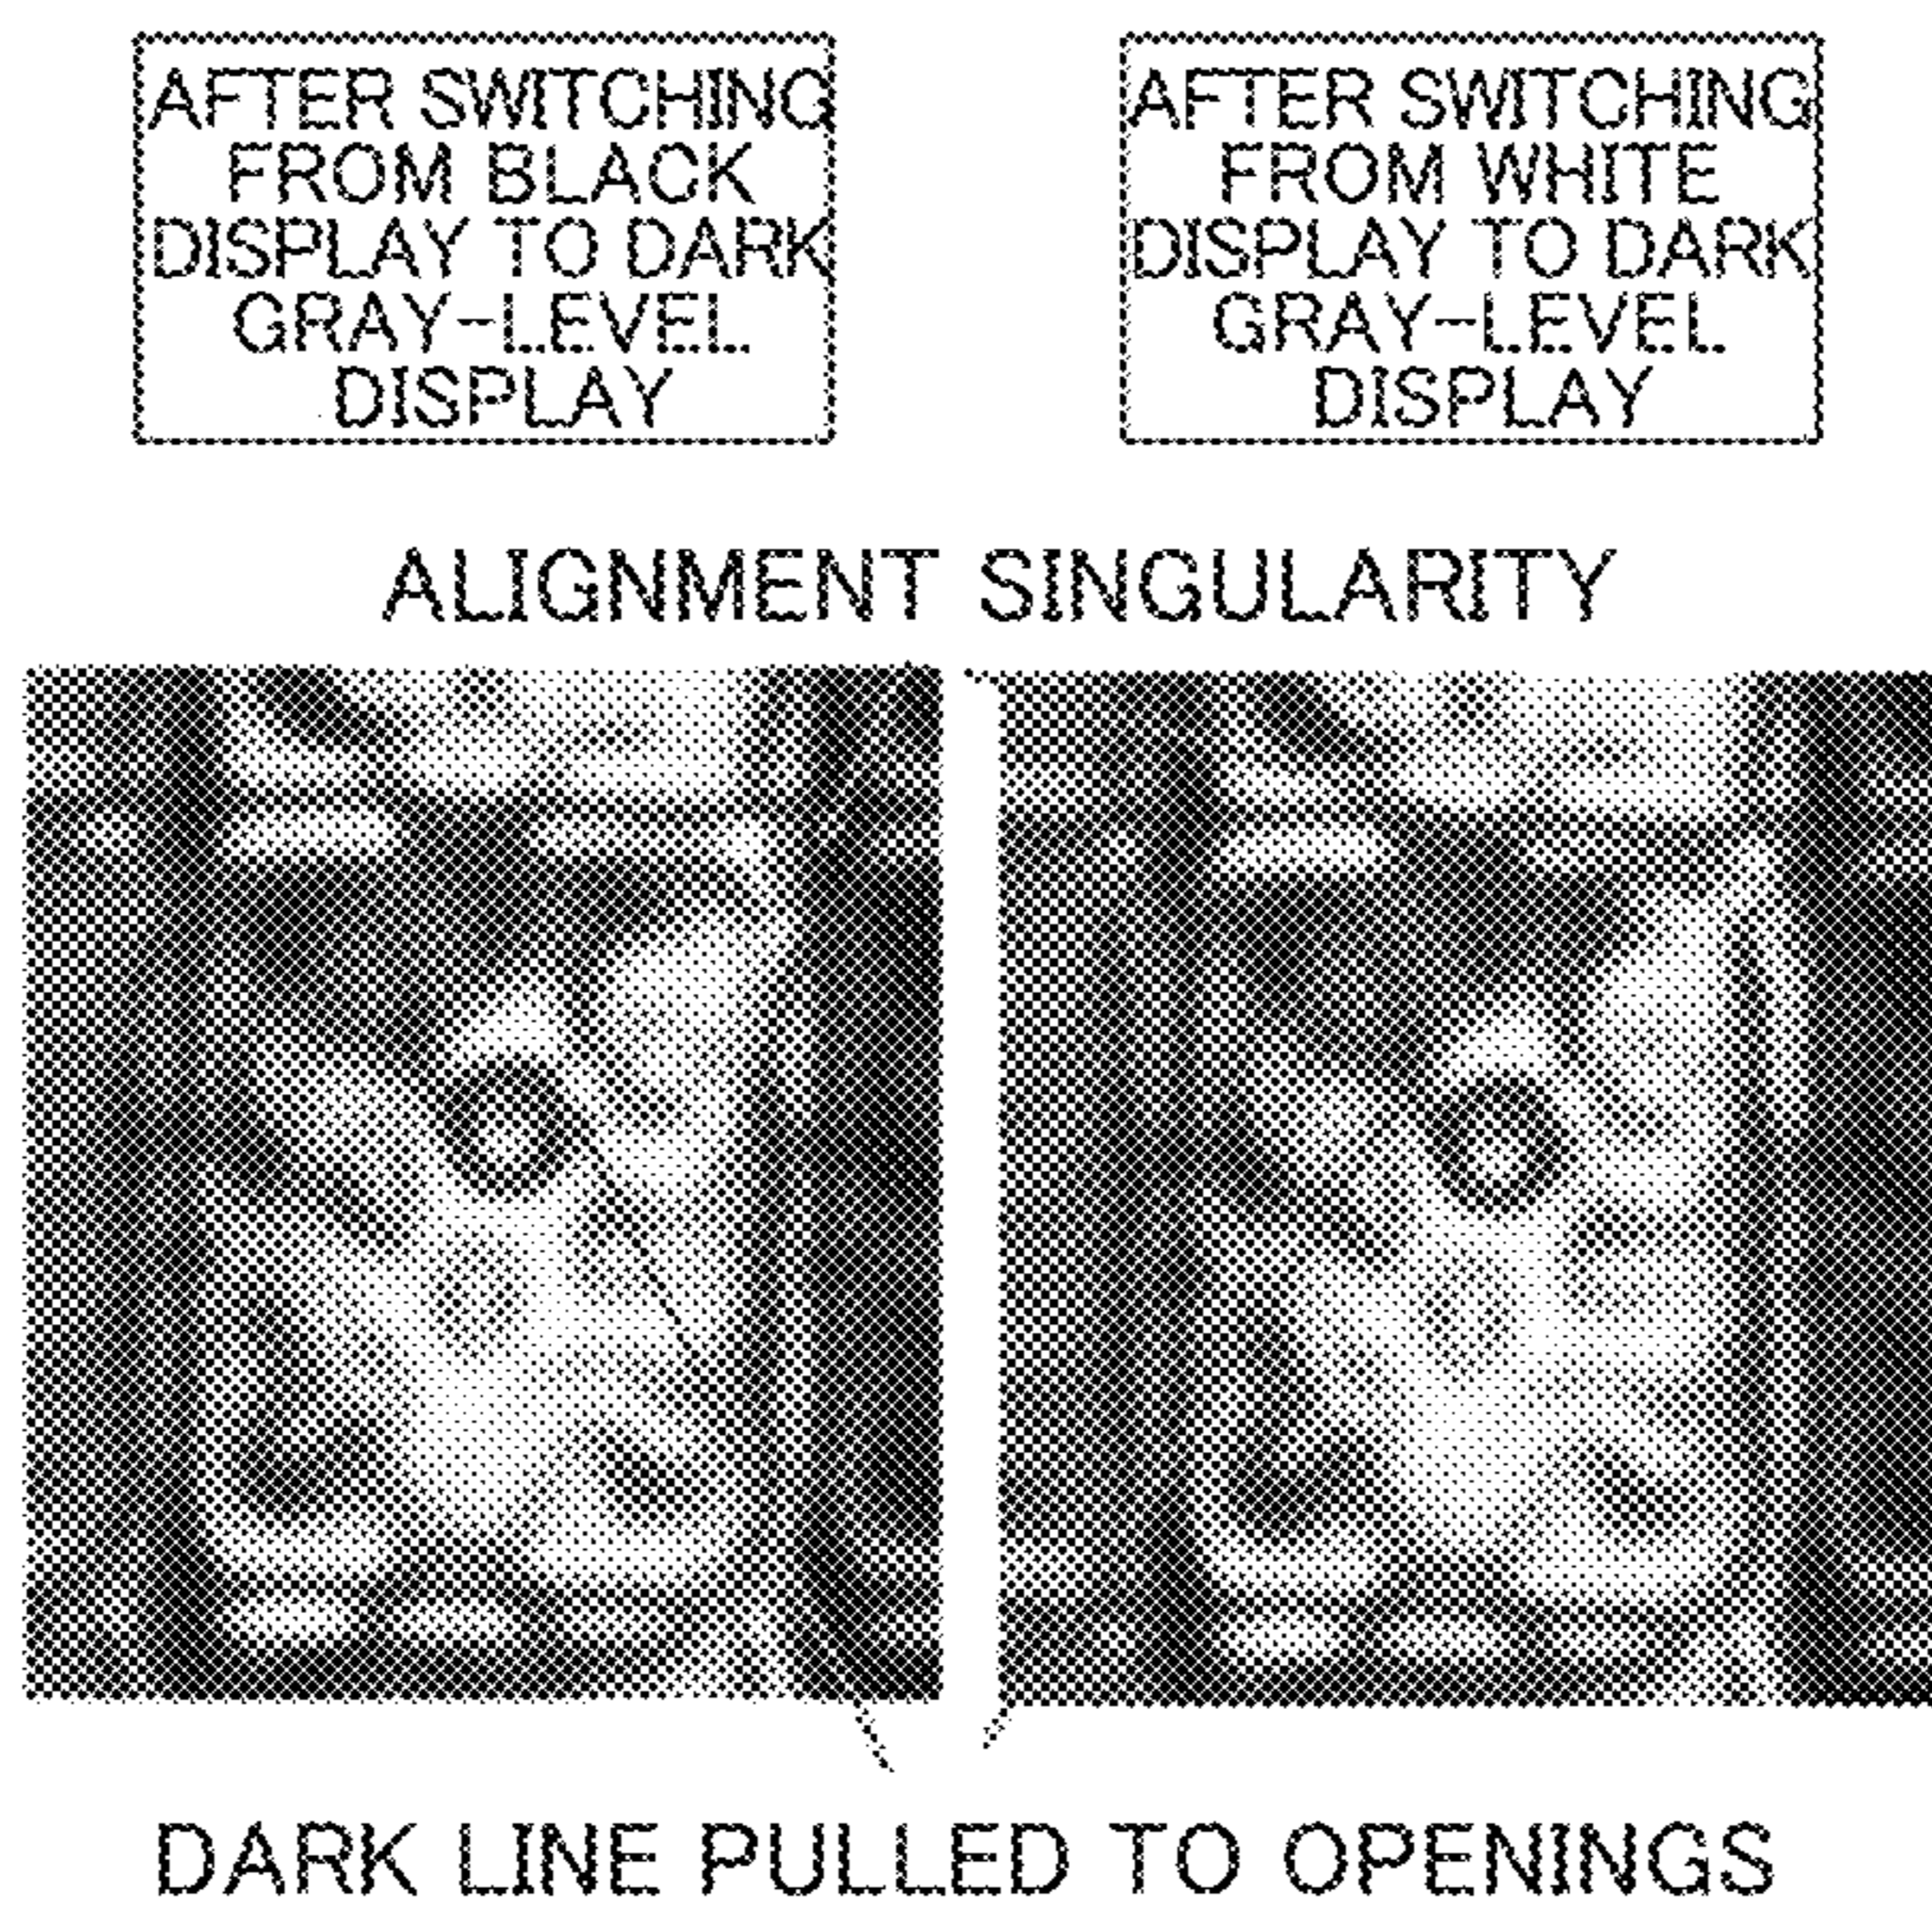 AFTER SWITCHING
FROM BLACK
DISPLAY TO DARK
GRAY-LEVEL
DISPLAY
AFTER SWITCHING
FROM WHITE
DISPLAY TO DARK
GRAY-LEVEL
DISPLAY
ALIGNMENT SINGULARITY
DARK LINE PULLED TO OPENINGS